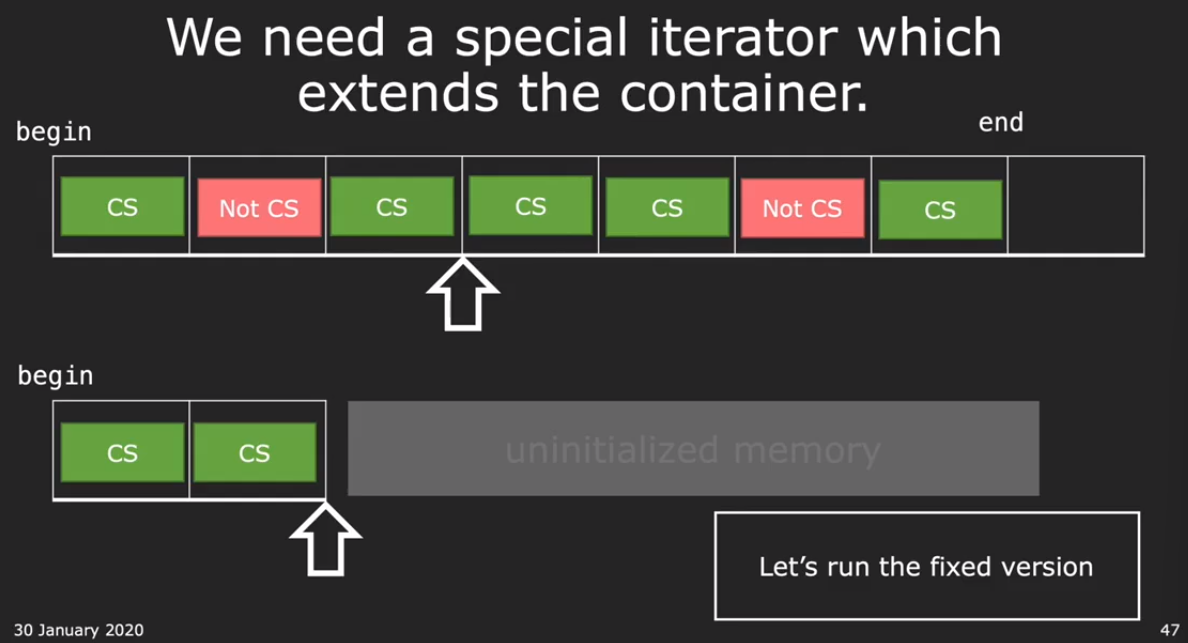 We need a special iterator which
extends the container.
begin
end
CS
Not CS
CS
CS
CS
Not CS
CS
begin
CS
CS
uninitialized memory
Let’s run the fixed version
30 January 2020
47